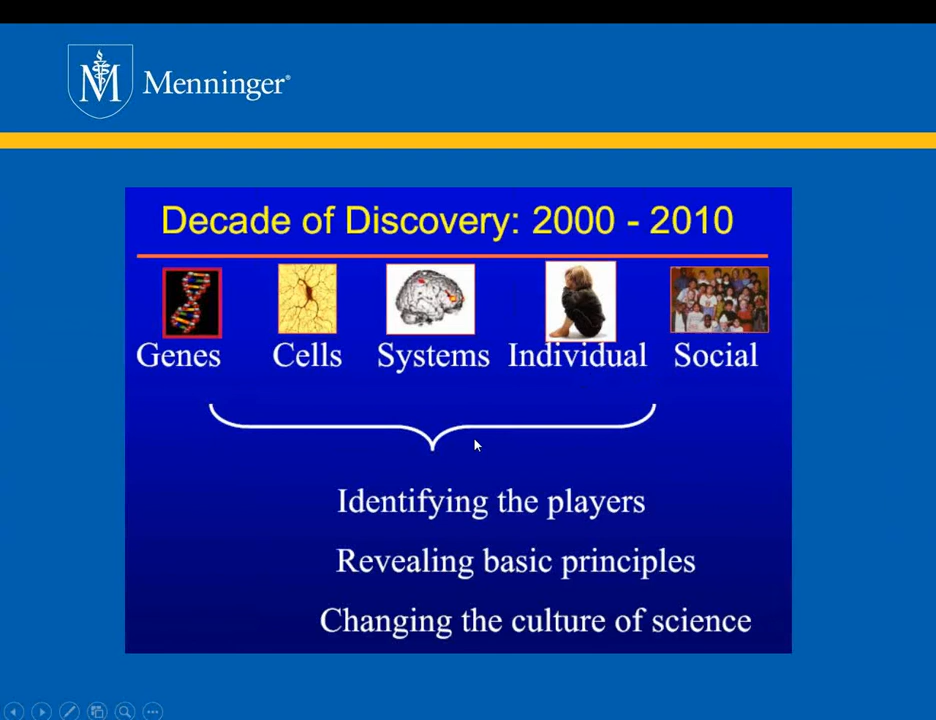 Menninger®
Decade of Discovery: 2000 - 2010
Genes Cells Systems Individual Social
Identifying the players
Revealing basic principles
Changing the culture of science